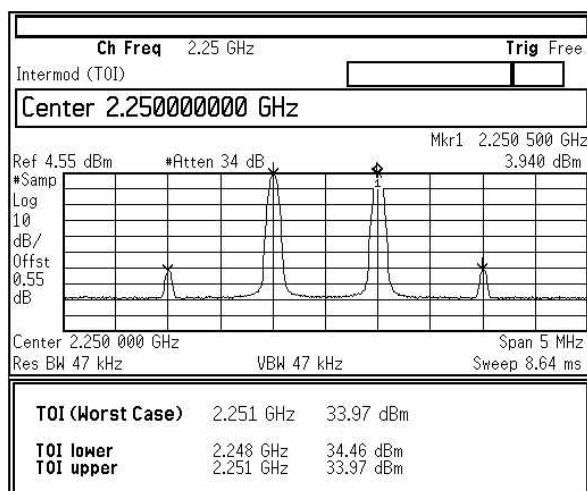 Ch Freq 2.25 GHz Trig Free
Intermod (TOI)
Center 2.250000000 GHz
Mkr1 2.250 500 GHz
Ref 4.55 dBm #Atten 34 dB 3.940 dBm
#Samp
Log
10
dB/
Offst
0.55
dB
1
Center 2.250 000 GHz Span 5 MHz
Res BW 47 kHz VBW 47 kHz Sweep 8.64 ms
TOI (Worst Case) 2.251 GHz 33.97 dBm
TOI lower 2.248 GHz 34.46 dBm
TOI upper 2.251 GHz 33.97 dBm